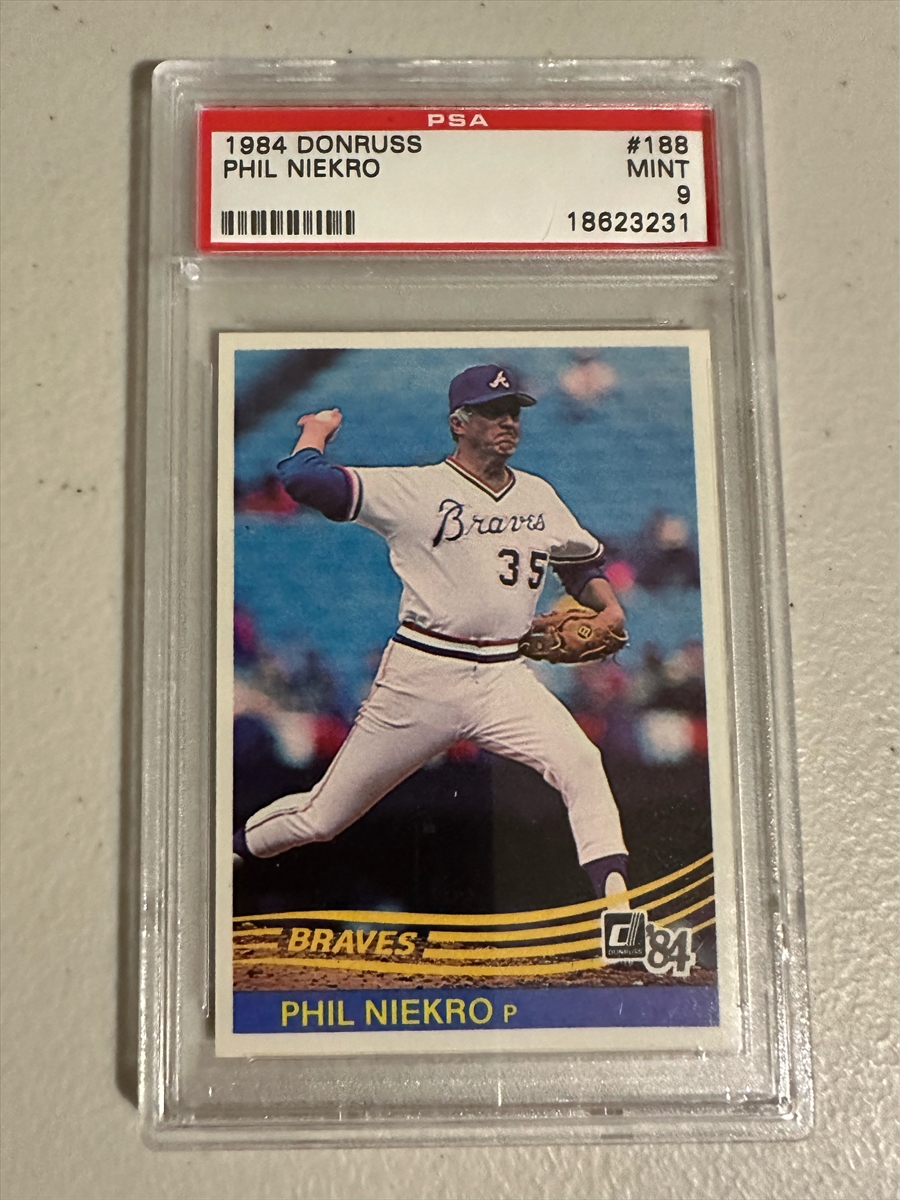 PSA
1984 DONRUSS #188
PHIL NIEKRO MINT
9
18623231
A
Braves
35
BRAVES
DONRUSS '84
PHIL NIEKRO P